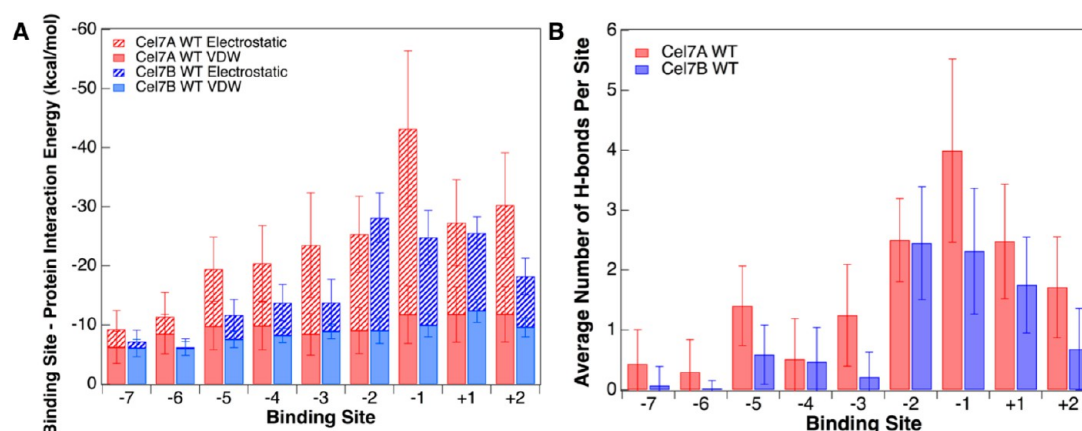 A
Binding Site - Protein Interaction Energy (kcal/mol)
-60
-50
-40
-30
-20
-10
0
Cel7A WT Electrostatic
Cel7A WT VDW
Cel7B WT Electrostatic
Cel7B WT VDW
-7 -6 -5 -4 -3 -2 -1 +1 +2
Binding Site
B
Average Number of H-bonds Per Site
6
5
4
3
2
1
0
Cel7A WT
Cel7B WT
-7 -6 -5 -4 -3 -2 -1 +1 +2
Binding Site